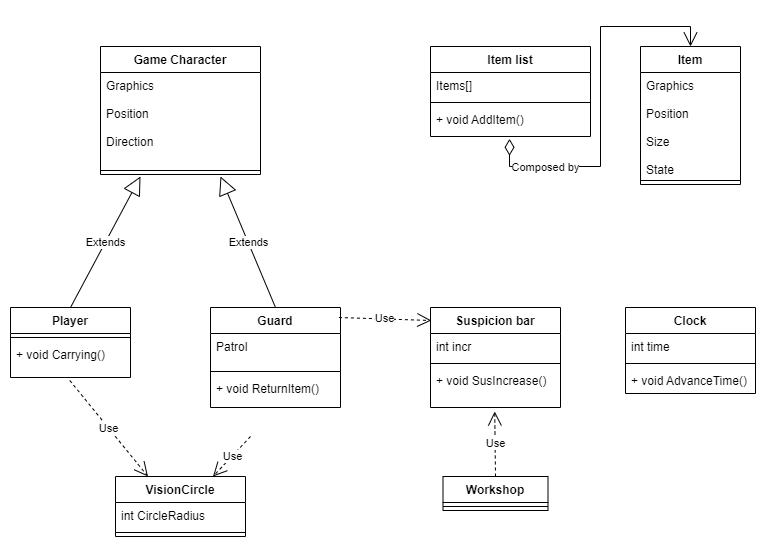 Game Character
Graphics
Position
Direction
Item list
Items[]
+ void AddItem()
Composed by
Item
Graphics
Position
Size
State
Extends
Extends
Player
+ void Carrying()
Guard
Patrol
+ void ReturnItem()
Use
Suspicion bar
int incr
+ void SusIncrease()
Clock
int time
+ void AdvanceTime()
Use
Use
Use
VisionCircle
int CircleRadius
Workshop